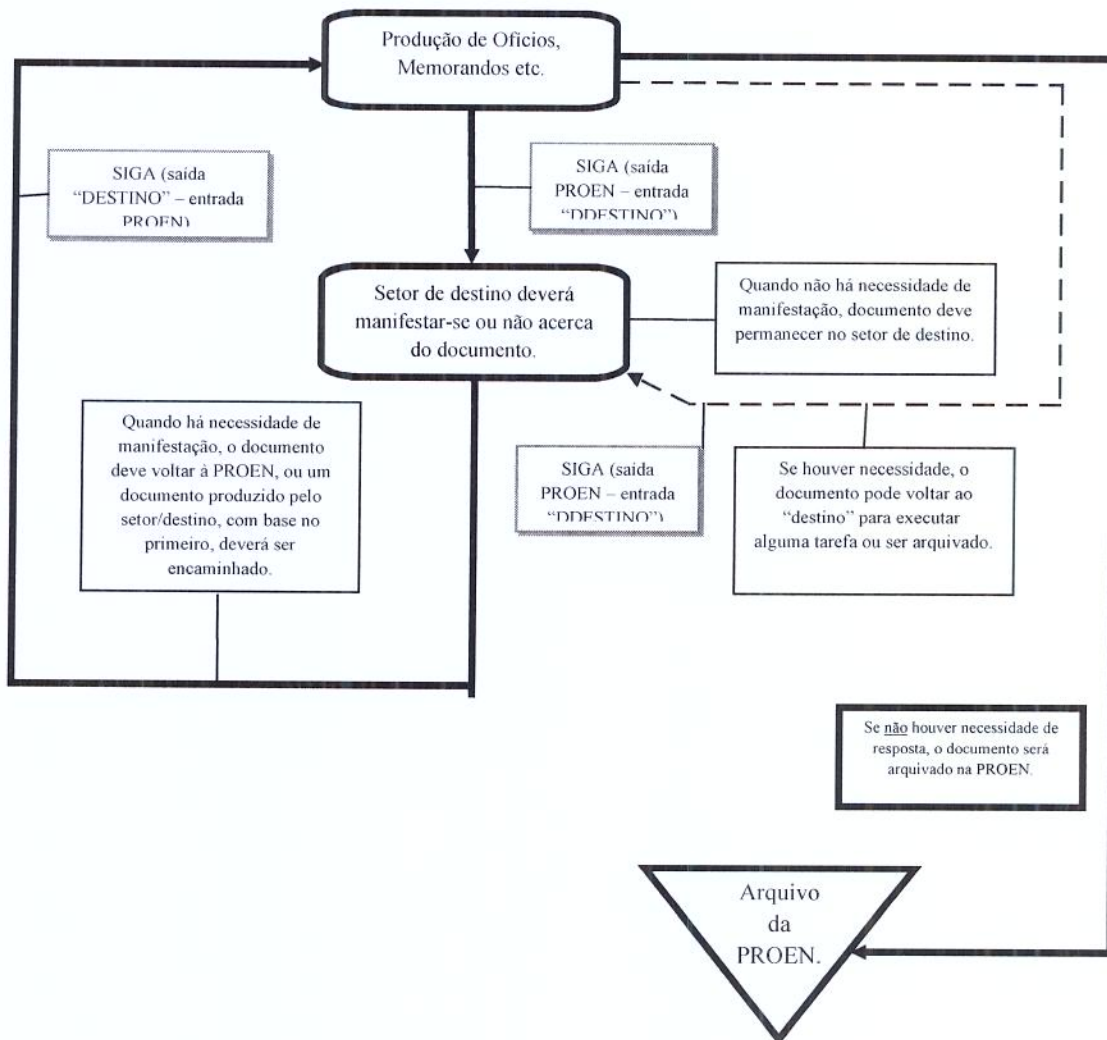 Produção de Ofícios,
Memorandos etc.
SIGA (saída
“DESTINO” – entrada
PROEN)
SIGA (saída
PROEN – entrada
“DDESTINO”)
Setor de destino deverá
manifestar-se ou não acerca
do documento.
Quando não há necessidade de
manifestação, documento deve
permanecer no setor de destino.
Quando há necessidade de
manifestação, o documento
deve voltar à PROEN, ou um
documento produzido pelo
setor/destino, com base no
primeiro, deverá ser
encaminhado.
SIGA (saída
PROEN – entrada
“DDESTINO”)
Se houver necessidade, o
documento pode voltar ao
“destino” para executar
alguma tarefa ou ser arquivado.
Se não houver necessidade de
resposta, o documento será
arquivado na PROEN.
Arquivo
da
PROEN.